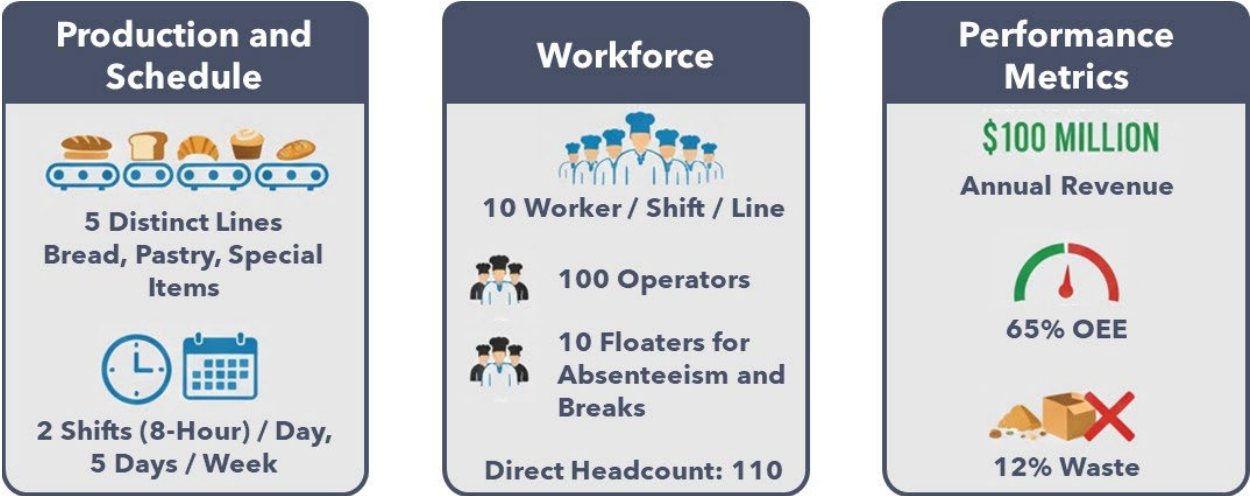 Production and
Schedule
5 Distinct Lines
Bread, Pastry, Special
Items
2 Shifts (8-Hour) / Day,
5 Days / Week
Workforce
10 Worker / Shift / Line
100 Operators
10 Floaters for
Absenteeism and
Breaks
Direct Headcount: 110
Performance
Metrics
$100 MILLION
Annual Revenue
65% OEE
12% Waste